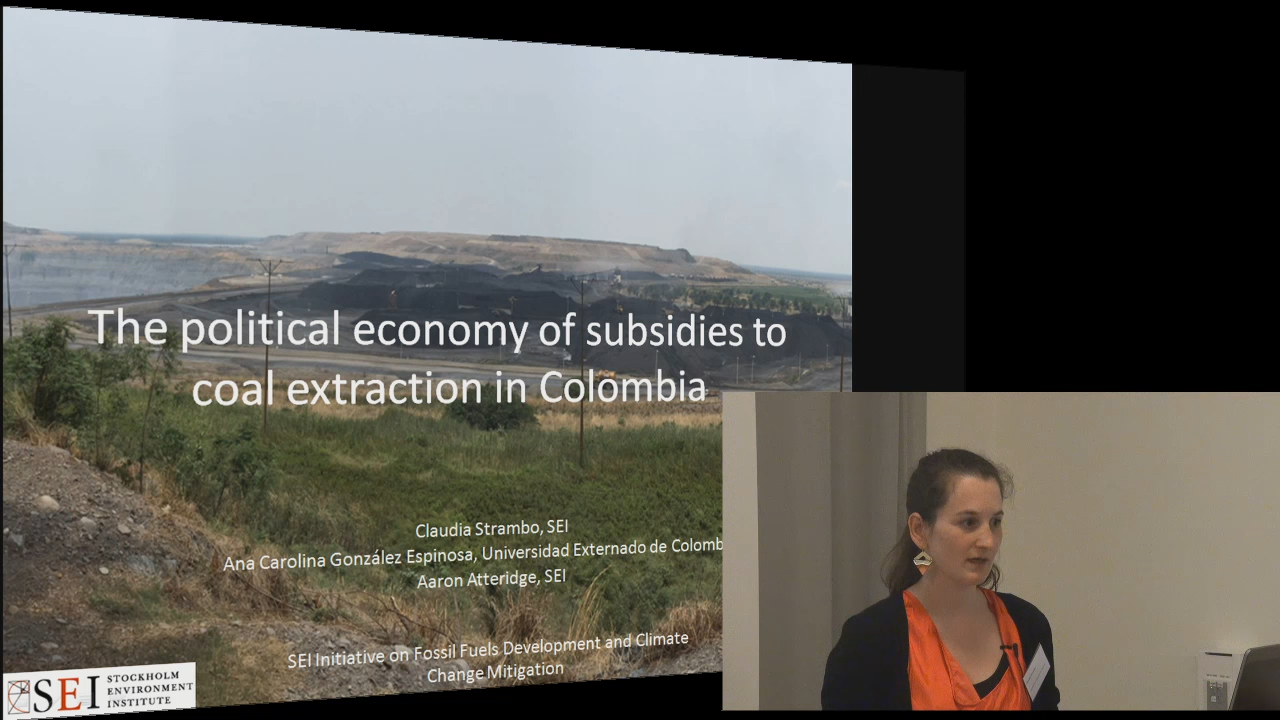 The political economy of subsidies to
coal extraction in Colombia
Claudia Strambo, SEI
Ana Carolina González Espinosa, Universidad Externado de Colomb
Aaron Atteridge, SEI
SEI Initiative on Fossil Fuels Development and Climate
Change Mitigation
SEI STOCKHOLM
ENVIRONMENT
INSTITUTE